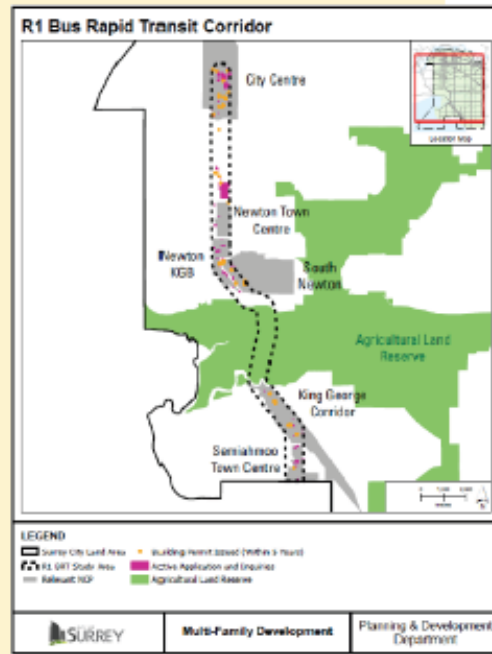 R1 Bus Rapid Transit Corridor
City Centre
Locator Map
Newton Town
Centre
Newton
KGB
South
Newton
Agricultural Land
Reserve
King George
Corridor
Semiahmoo
Town Centre
LEGEND
Surrey City Land Area
Building Permit Issued (Within 5 Years)
R1 BRT Study Area
Active Application and Enquiries
Relevant NCP
Agricultural Land Reserve
SURREY
Multi-Family Development
Planning & Development
Department